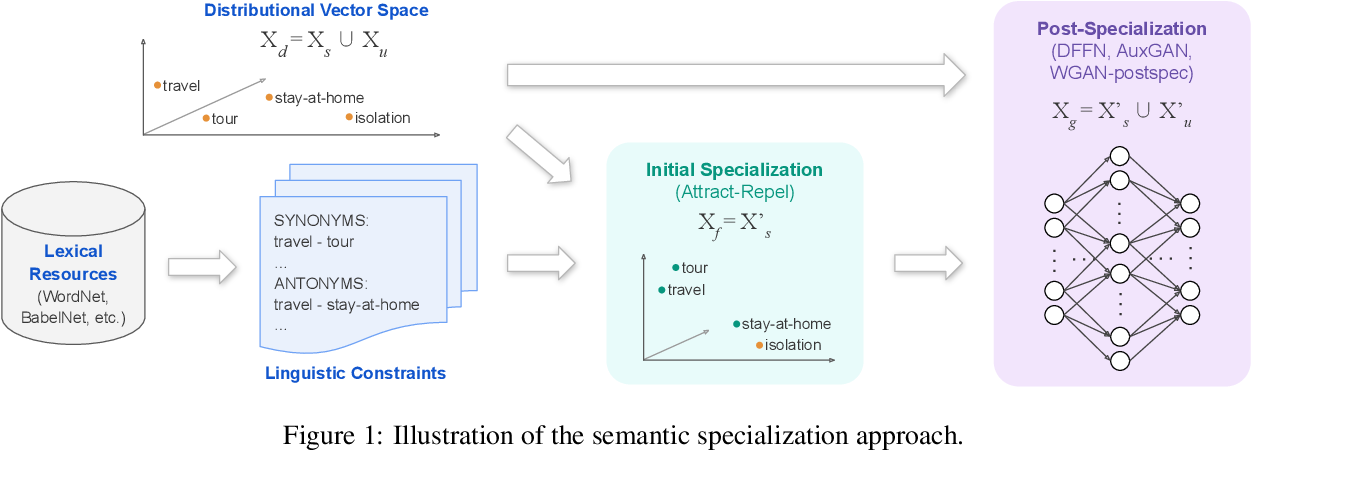 Distributional Vector Space
X_d = X_s ∪ X_u
travel
stay-at-home
tour
isolation
Lexical
Resources
(WordNet,
BabelNet, etc.)
SYNONYMS:
travel - tour
...
ANTONYMS:
travel - stay-at-home
...
Linguistic Constraints
Initial Specialization
(Attract-Repel)
X_f = X'_s
tour
travel
stay-at-home
isolation
Post-Specialization
(DFFN, AuxGAN,
WGAN-postspec)
X_g = X'_s ∪ X'_u
Figure 1: Illustration of the semantic specialization approach.